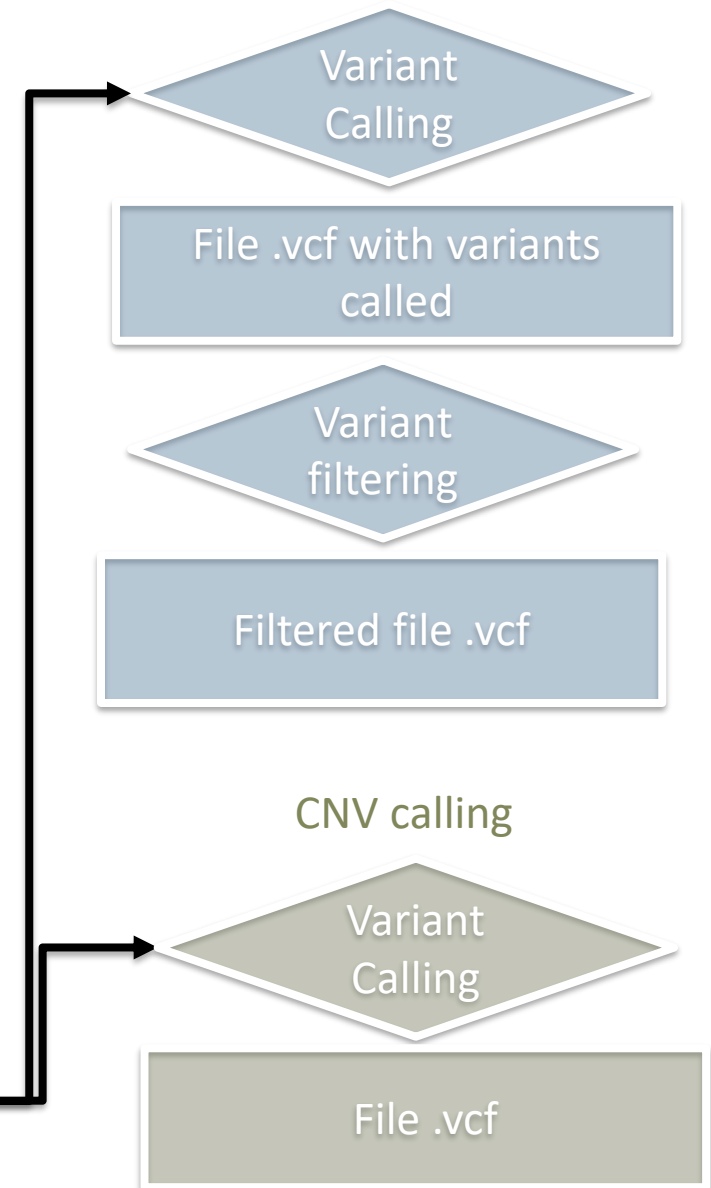 Variant
Calling
File .vcf with variants
called
Variant
filtering
Filtered file .vcf
CNV calling
Variant
Calling
File .vcf